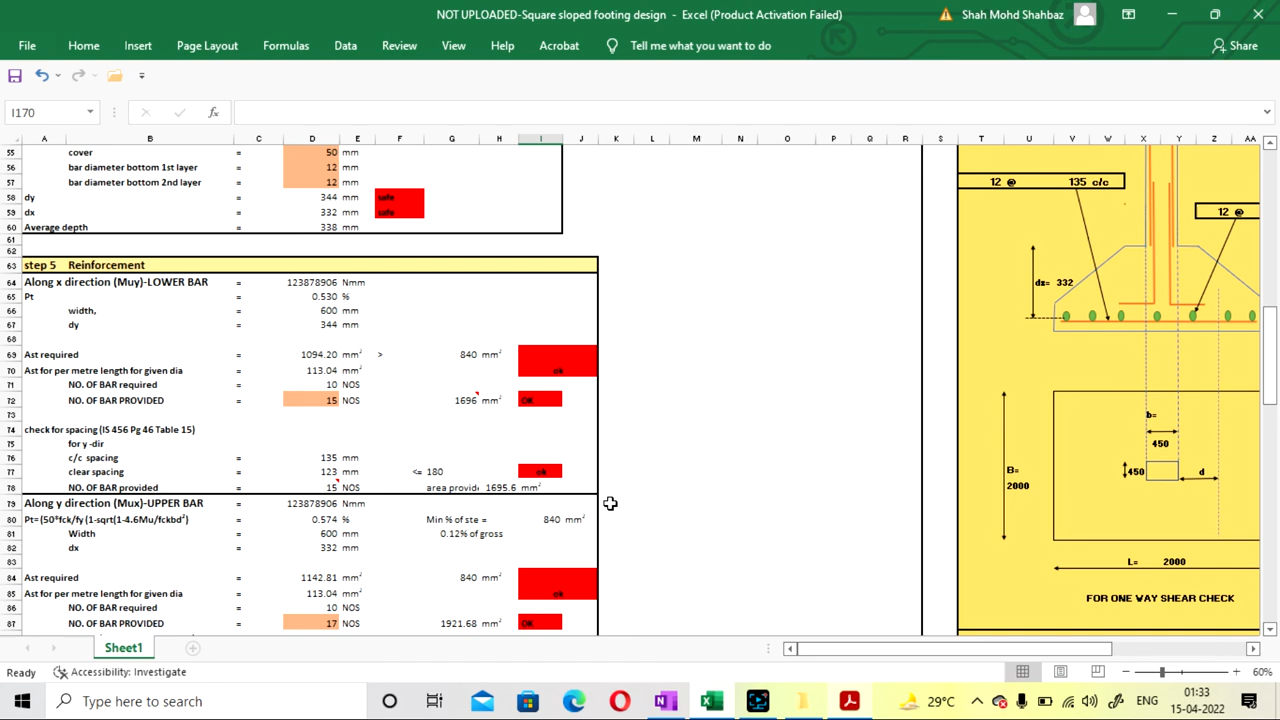 NOT UPLOADED-Square sloped footing design - Excel (Product Activation Failed)
Shah Mohd Shahbaz
File Home Insert Page Layout Formulas Data Review View Help Acrobat Tell me what you want to do Share
I170 fx
A B C D E F G H I J K L M N O P Q R S T U V W X Y Z AA
55 cover = 50 mm
56 bar diameter bottom 1st layer = 12 mm
57 bar diameter bottom 2nd layer = 12 mm
58 dy = 344 mm safe
59 dx = 332 mm safe
60 Average depth = 338 mm
61
62
63 step 5 Reinforcement
64 Along x direction (Muy)-LOWER BAR = 123878906 Nmm
65 Pt = 0.530 %
66 width, = 600 mm
67 dy = 344 mm
68
69 Ast required = 1094.20 mm² > 840 mm²
70 Ast for per metre length for given dia = 113.04 mm² ok
71 NO. OF BAR required = 10 NOS
72 NO. OF BAR PROVIDED = 15 NOS 1696 mm² OK
73
74 check for spacing (IS 456 Pg 46 Table 15)
75 for y -dir
76 c/c spacing = 135 mm
77 clear spacing = 123 mm <= 180 ok
78 NO. OF BAR provided = 15 NOS area provide 1695.6 mm²
79 Along y direction (Mux)-UPPER BAR = 123878906 Nmm
80 Pt= (50*fck/fy (1-sqrt(1-4.6Mu/fckbd²) = 0.574 % Min % of ste = 840 mm²
81 Width = 600 mm 0.12% of gross
82 dx = 332 mm
83
84 Ast required = 1142.81 mm² 840 mm²
85 Ast for per metre length for given dia = 113.04 mm² ok
86 NO. OF BAR required = 10 NOS
87 NO. OF BAR PROVIDED = 17 NOS 1921.68 mm² OK
12 @ 135 c/c
12 @
dx= 332
b=
450
450 d
B=
2000
L= 2000
FOR ONE WAY SHEAR CHECK
Sheet1
Ready Accessibility: Investigate 60%
Type here to search 29°C ENG 01:33
15-04-2022